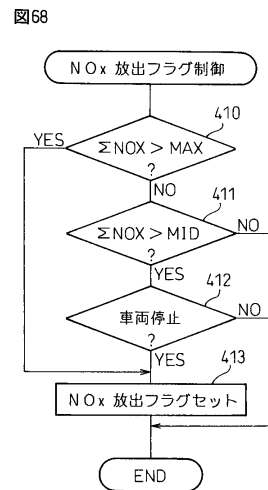 図68
NOx 放出フラグ制御
410
ΣNOX > MAX
?
YES
NO
411
ΣNOX > MID
?
NO
YES
412
車両停止
?
NO
YES
413
NOx 放出フラグセット
END